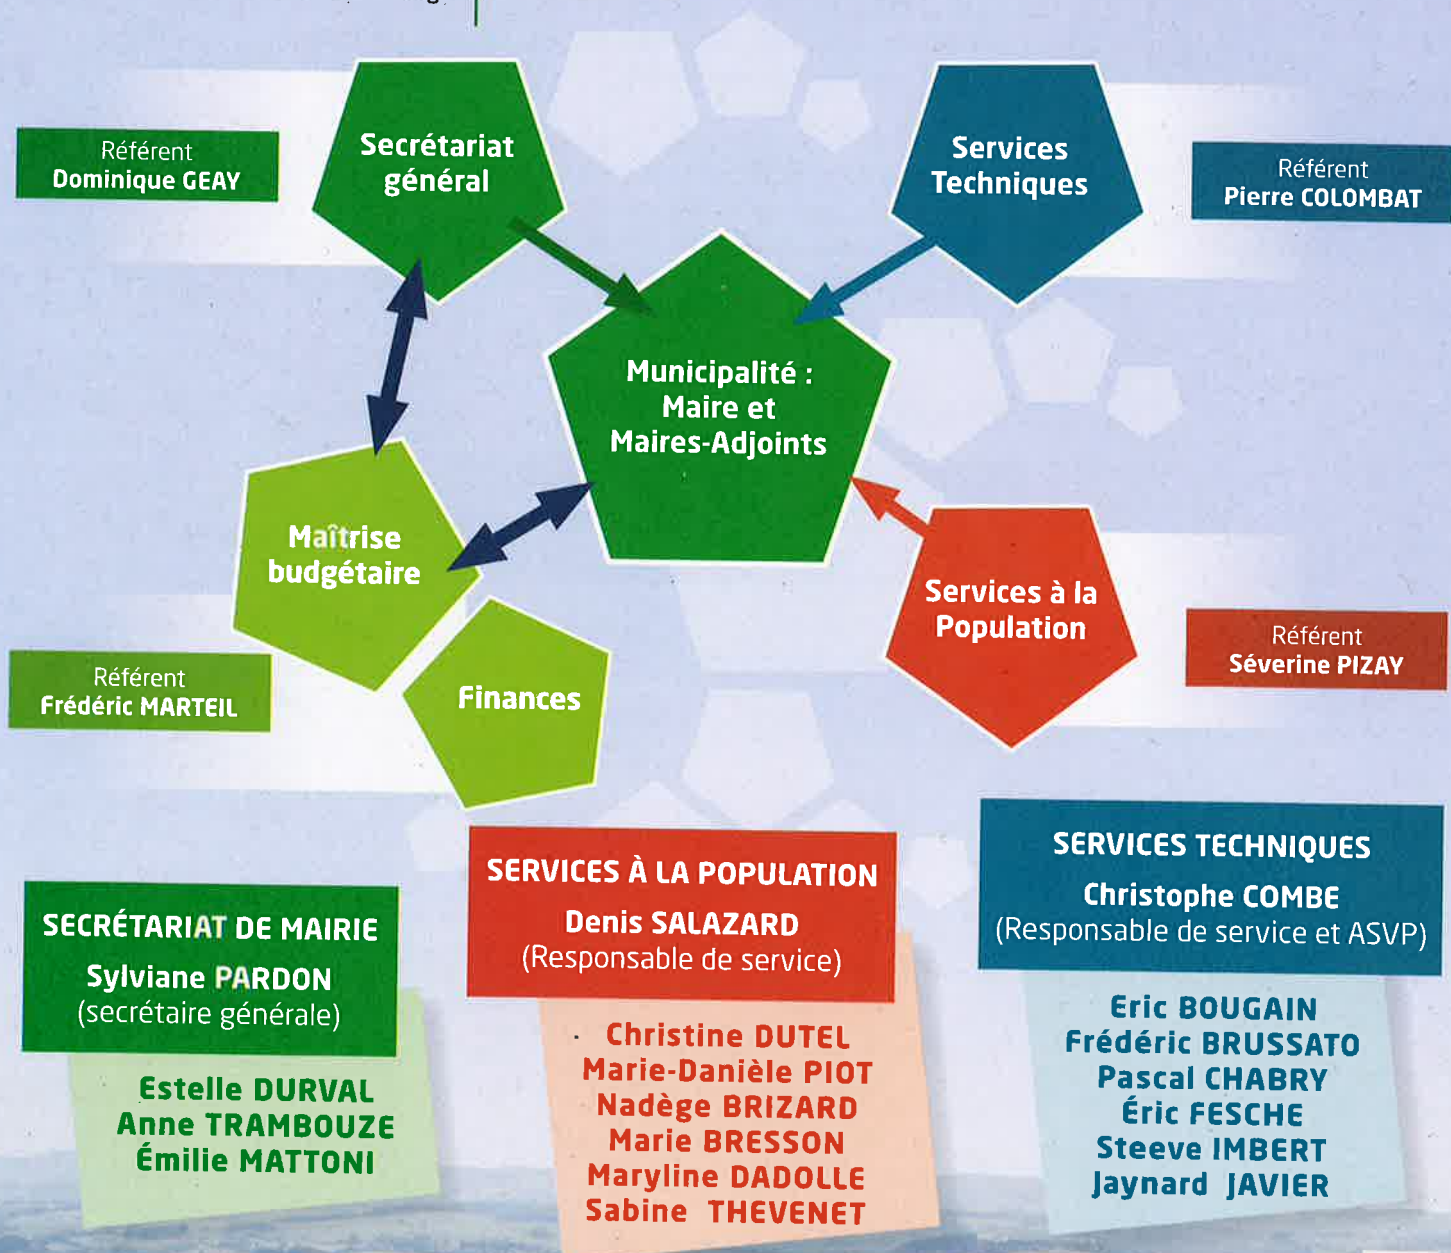 Référent
Dominique GEAY
Secrétariat
général
Services
Techniques
Référent
Pierre COLOMBAT
Municipalité :
Maire et
Maires-Adjoints
Maîtrise
budgétaire
Référent
Frédéric MARTEIL
Finances
Services à la
Population
Référent
Séverine PIZAY
SECRÉTARIAT DE MAIRIE
Sylviane PARDON
(secrétaire générale)
Estelle DURVAL
Anne TRAMBOUZE
Émilie MATTONI
SERVICES À LA POPULATION
Denis SALAZARD
(Responsable de service)
Christine DUTEL
Marie-Danièle PIOT
Nadège BRIZARD
Marie BRESSON
Maryline DADOLLE
Sabine THEVENET
SERVICES TECHNIQUES
Christophe COMBE
(Responsable de service et ASVP)
Eric BOUGAIN
Frédéric BRUSSATO
Pascal CHABRY
Éric FESCHE
Steeve IMBERT
Jaynard JAVIER